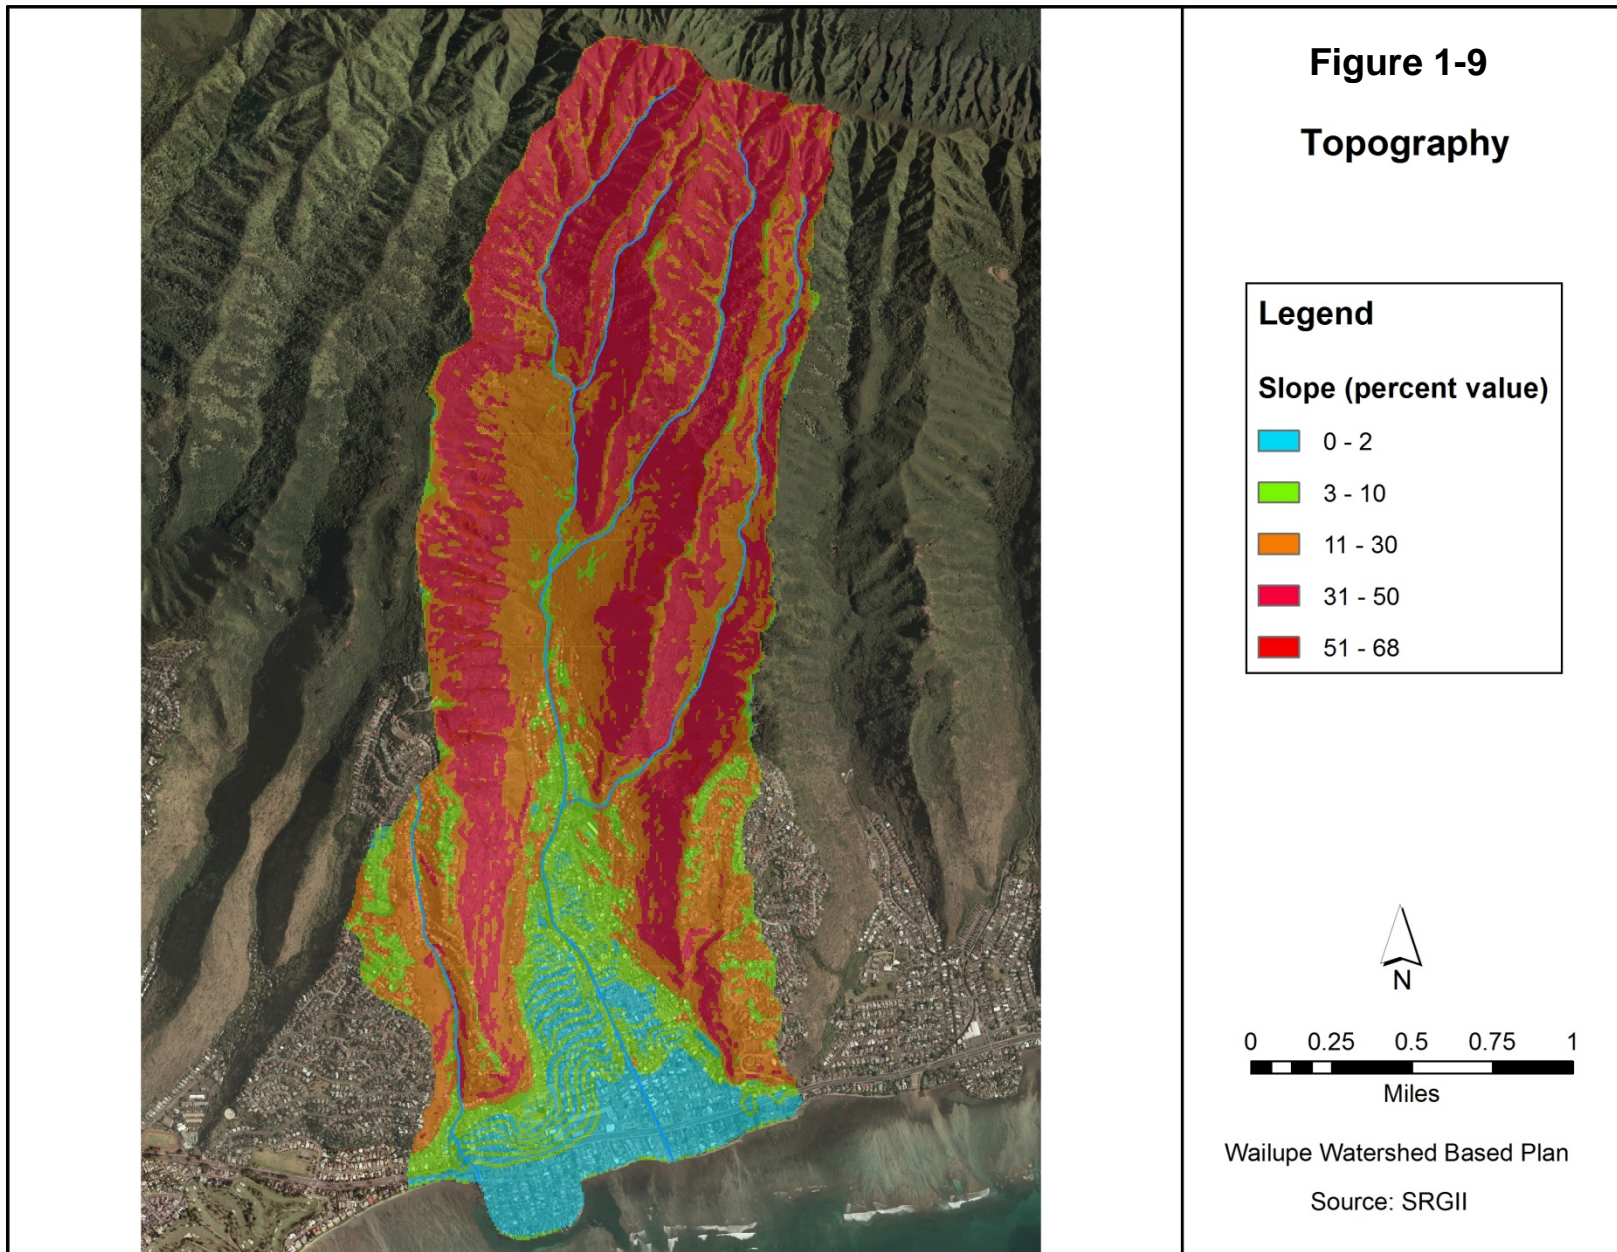 Figure 1-9
Topography
Legend
Slope (percent value)
0 - 2
3 - 10
11 - 30
31 - 50
51 - 68
N
0 0.25 0.5 0.75 1
Miles
Wailupe Watershed Based Plan
Source: SRGII